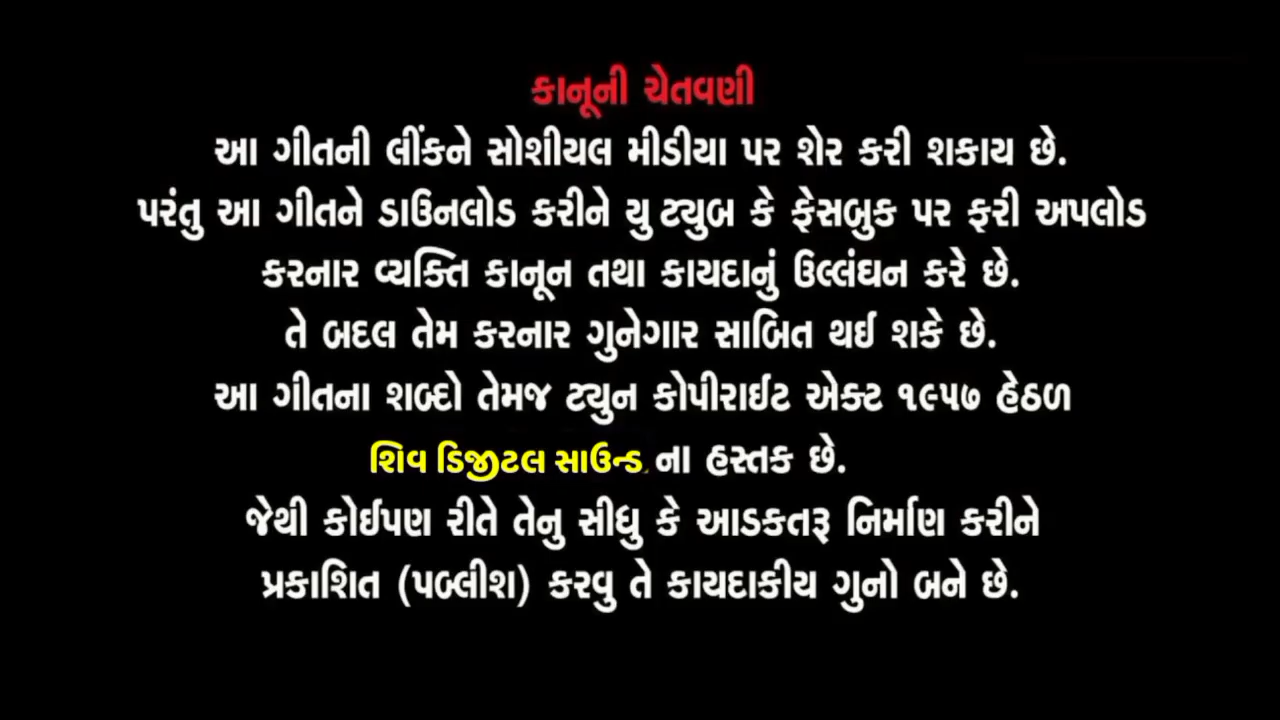 કાનૂની ચેતવણી
આ ગીતની લીંકને સોશીયલ મીડીયા પર શેર કરી શકાય છે.
પરંતુ આ ગીતને ડાઉનલોડ કરીને યુ ટ્યુબ કે ફેસબુક પર ફરી અપલોડ
કરનાર વ્યક્તિ કાનૂન તથા કાયદાનું ઉલ્લંઘન કરે છે.
તે બદલ તેમ કરનાર ગુનેગાર સાબિત થઈ શકે છે.
આ ગીતના શબ્દો તેમજ ટ્યુન કોપીરાઈટ એક્ટ ૧૯૫૭ હેઠળ
શિવ ડિજીટલ સાઉન્ડ ના હસ્તક છે.
જેથી કોઈપણ રીતે તેનુ સીધુ કે આડકતરૂ નિર્માણ કરીને
પ્રકાશિત (પબ્લીશ) કરવુ તે કાયદાકીય ગુનો બને છે.